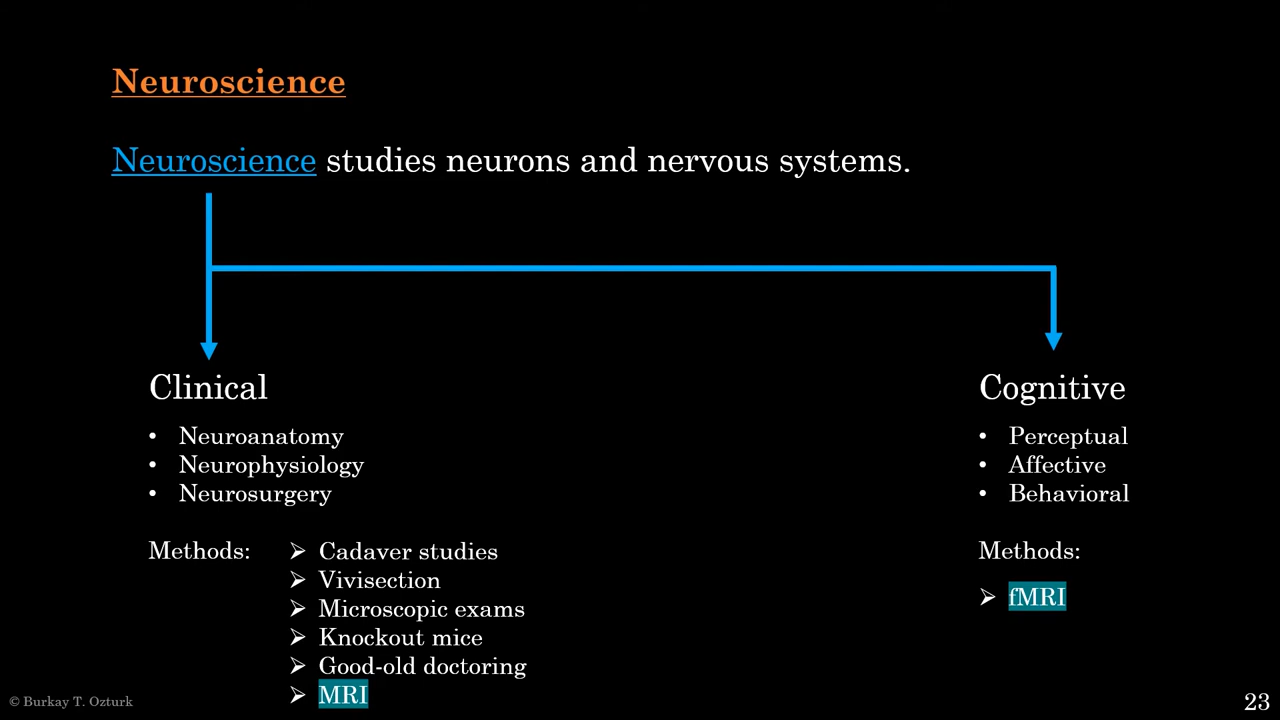 Neuroscience
Neuroscience studies neurons and nervous systems.
Clinical
• Neuroanatomy
• Neurophysiology
• Neurosurgery
Methods:
➢ Cadaver studies
➢ Vivisection
➢ Microscopic exams
➢ Knockout mice
➢ Good-old doctoring
➢ MRI
Cognitive
• Perceptual
• Affective
• Behavioral
Methods:
➢ fMRI
© Burkay T. Ozturk
23